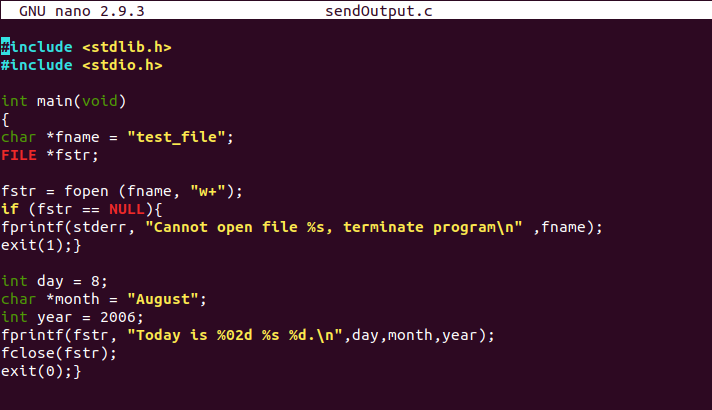 GNU nano 2.9.3 sendOutput.c
#include <stdlib.h>
#include <stdio.h>
int main(void)
{
char *fname = "test_file";
FILE *fstr;
fstr = fopen (fname, "w+");
if (fstr == NULL){
fprintf(stderr, "Cannot open file %s, terminate program\n" ,fname);
exit(1);}
int day = 8;
char *month = "August";
int year = 2006;
fprintf(fstr, "Today is %02d %s %d.\n",day,month,year);
fclose(fstr);
exit(0);}